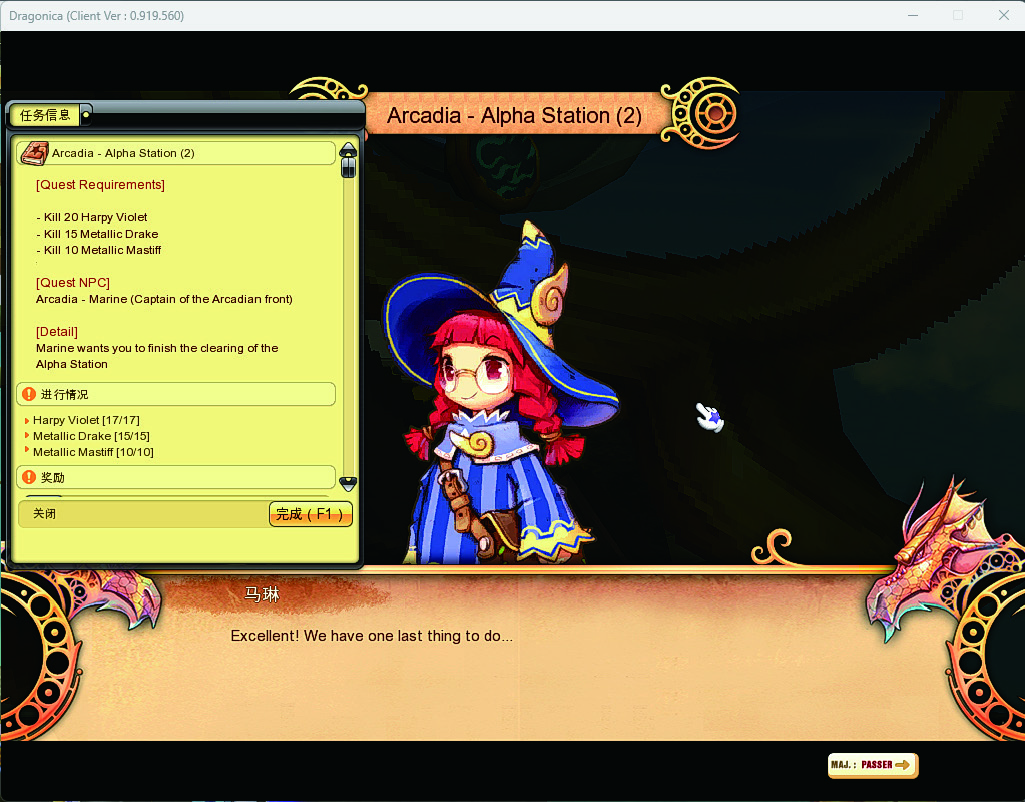 Dragonica (Client Ver : 0.919.560)
Arcadia - Alpha Station (2)
任务信息
Arcadia - Alpha Station (2)
[Quest Requirements]
- Kill 20 Harpy Violet
- Kill 15 Metallic Drake
- Kill 10 Metallic Mastiff
[Quest NPC]
Arcadia - Marine (Captain of the Arcadian front)
[Detail]
Marine wants you to finish the clearing of the
Alpha Station
进行情况
Harpy Violet [17/17]
Metallic Drake [15/15]
Metallic Mastiff [10/10]
奖励
关闭
完成 ( F1 )
马琳
Excellent! We have one last thing to do...
MAJ. : PASSER